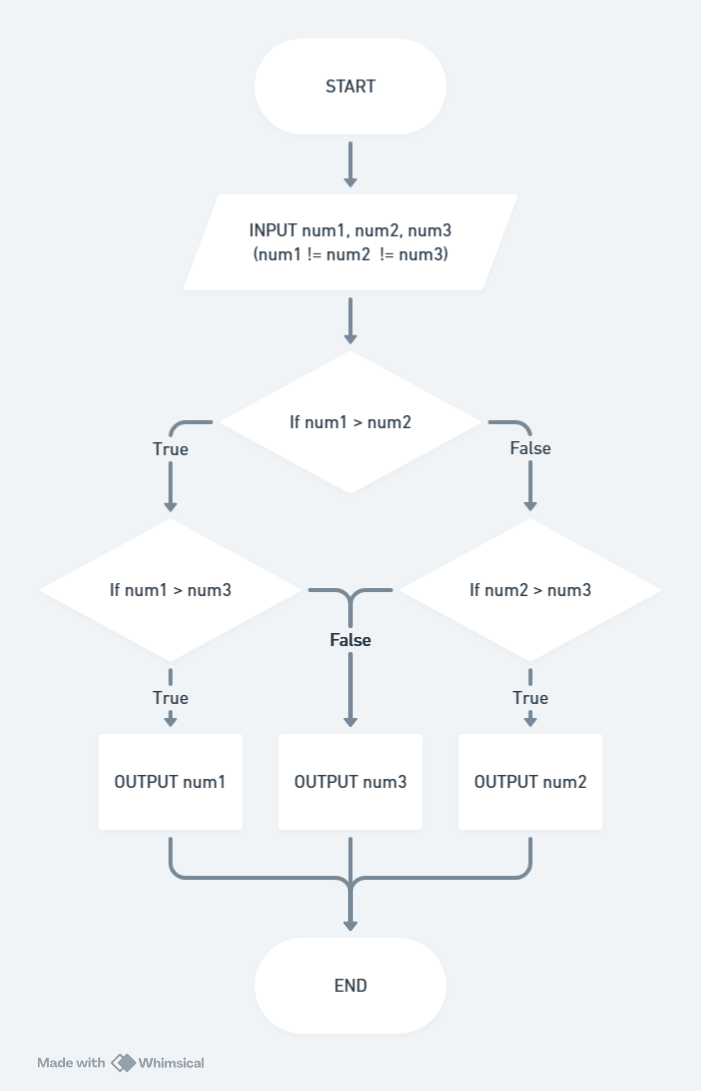 START
INPUT num1, num2, num3
(num1 != num2  != num3)
If num1 > num2
True
False
If num1 > num3
If num2 > num3
False
True
True
OUTPUT num1
OUTPUT num3
OUTPUT num2
END
Made with Whimsical